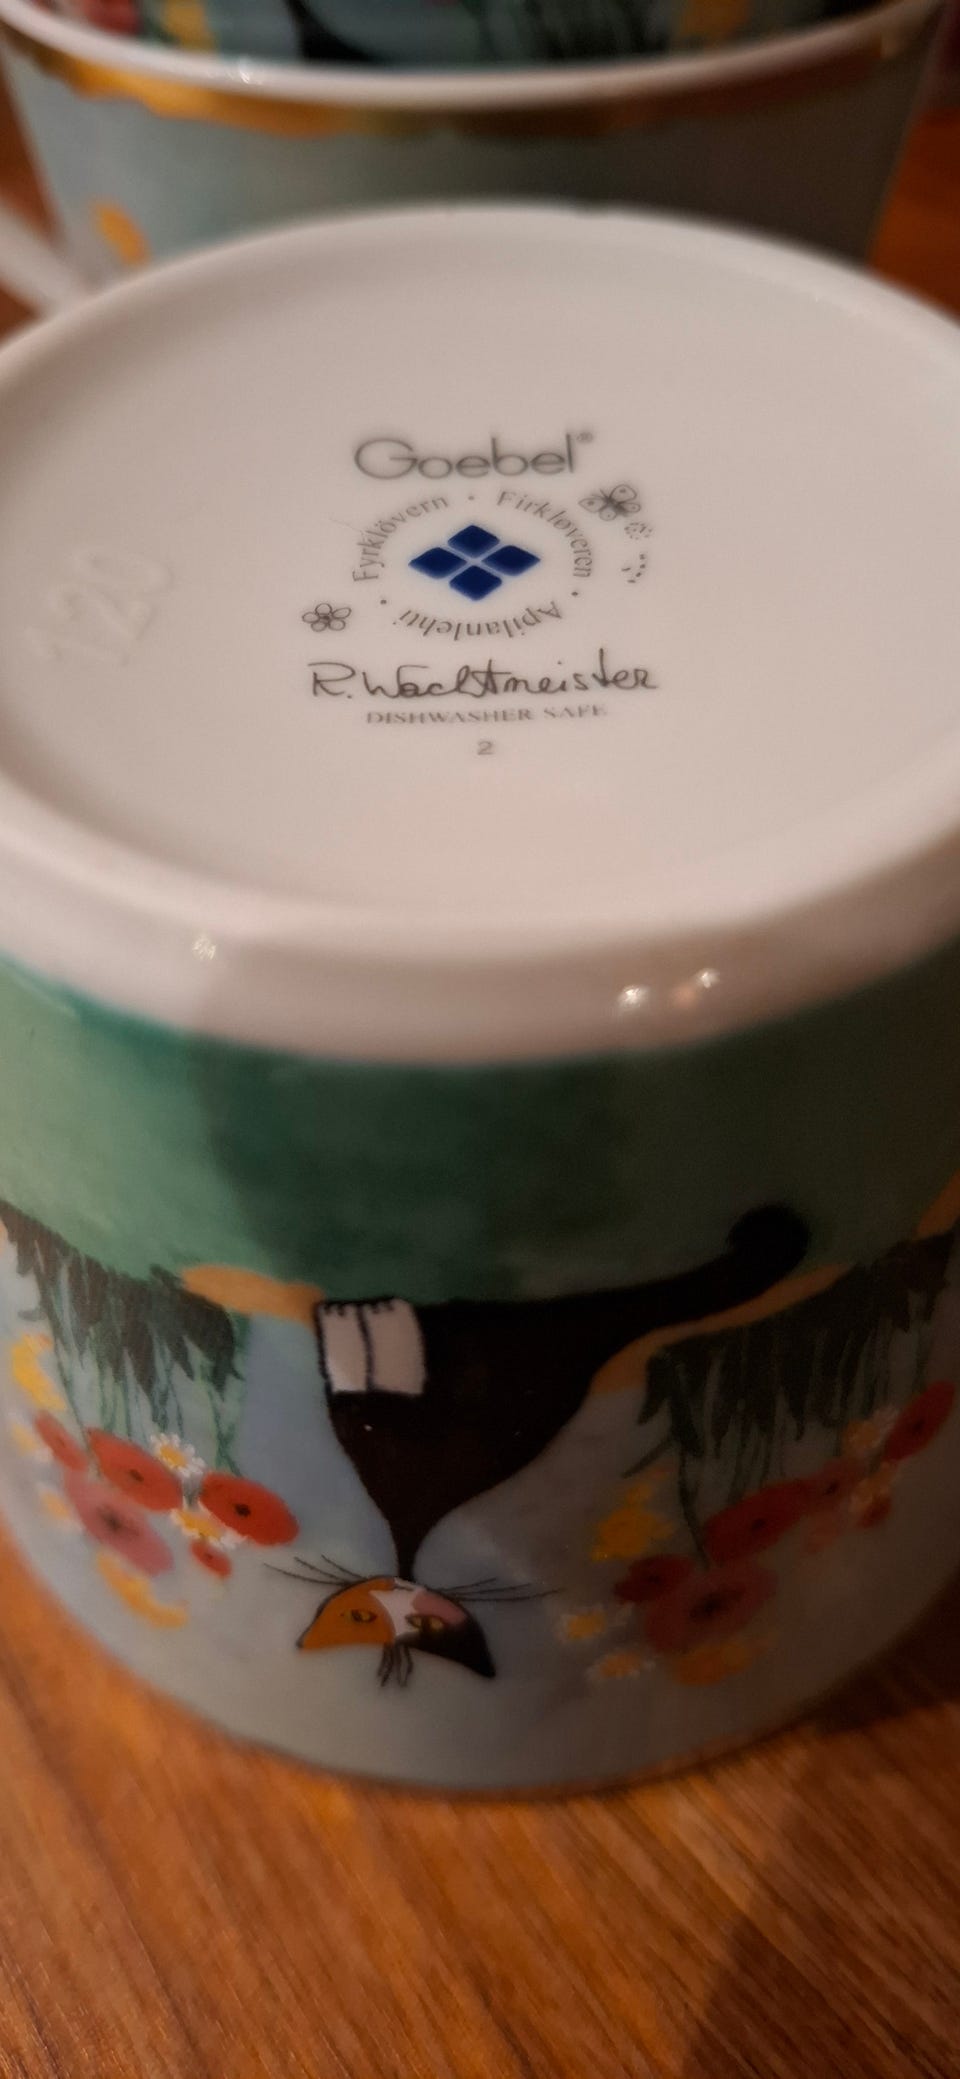 Goebel®
Fyrklövern · Firkløveren · Apilanlehti ·
R. Wachtmeister
DISHWASHER SAFE
2